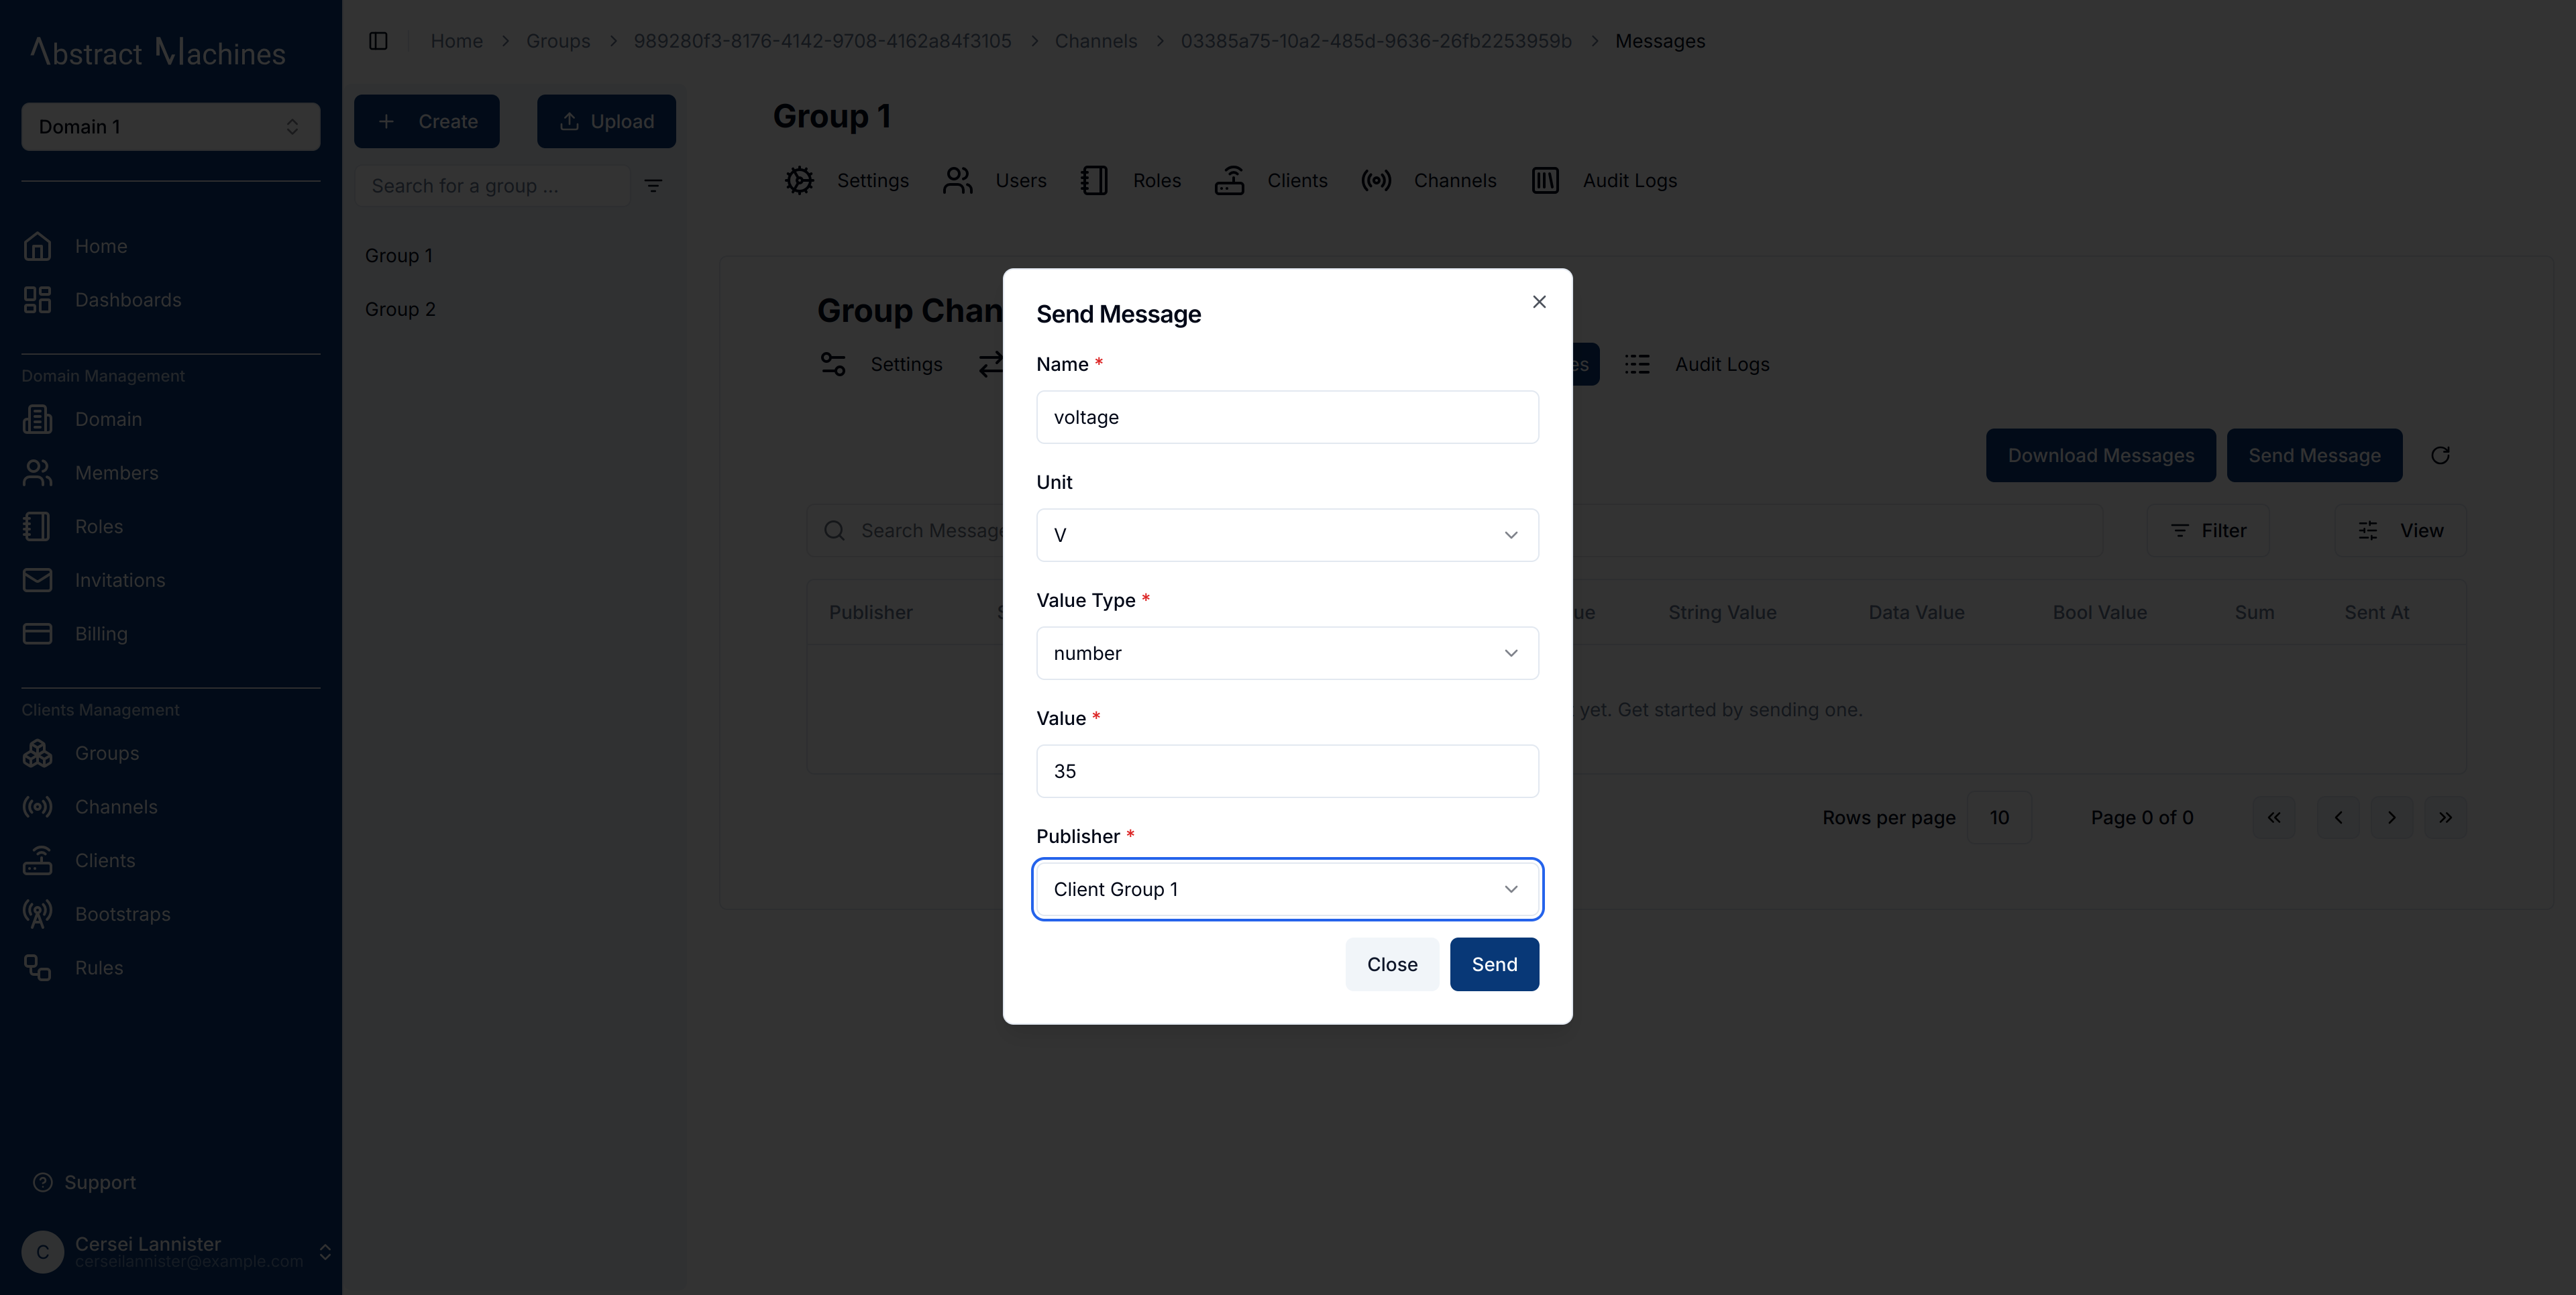 Abstract Machines
Domain 1
Home
Dashboards
Domain Management
Domain
Members
Roles
Invitations
Billing
Clients Management
Groups
Channels
Clients
Bootstraps
Rules
Support
C
Cersei Lannister
cerseilannister@example.com
Home > Groups > 989280f3-8176-4142-9708-4162a84f3105 > Channels > 03385a75-10a2-485d-9636-26fb2253959b > Messages
Create Upload
Search for a group ...
Group 1
Group 2
Group 1
Settings Users Roles Clients Channels Audit Logs
Group Chan
Settings es Audit Logs
Download Messages Send Message
Search Message Filter View
Publisher S ue String Value Data Value Bool Value Sum Sent At
yet. Get started by sending one.
Rows per page 10 Page 0 of 0
Send Message
Name *
voltage
Unit
V
Value Type *
number
Value *
35
Publisher *
Client Group 1
Close Send